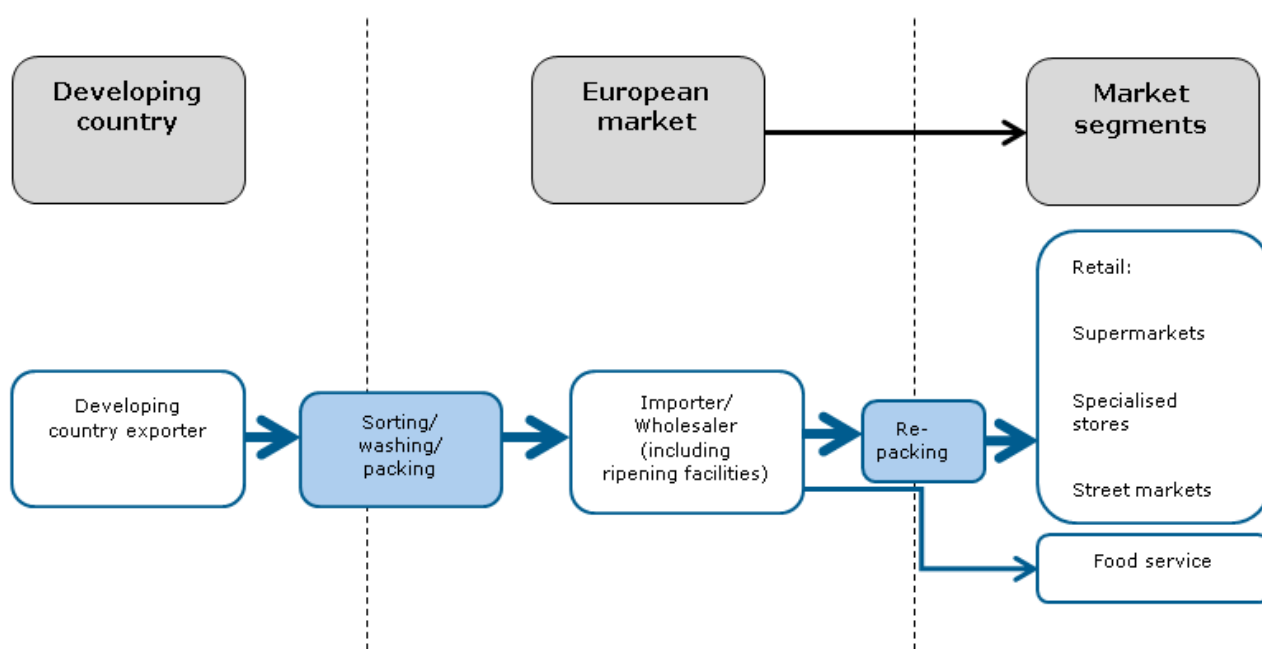 Developing
country
European
market
Market
segments
Developing
country exporter
Sorting/
washing/
packing
Importer/
Wholesaler
(including
ripening facilities)
Re-
packing
Retail:
Supermarkets
Specialised
stores
Street markets
Food service